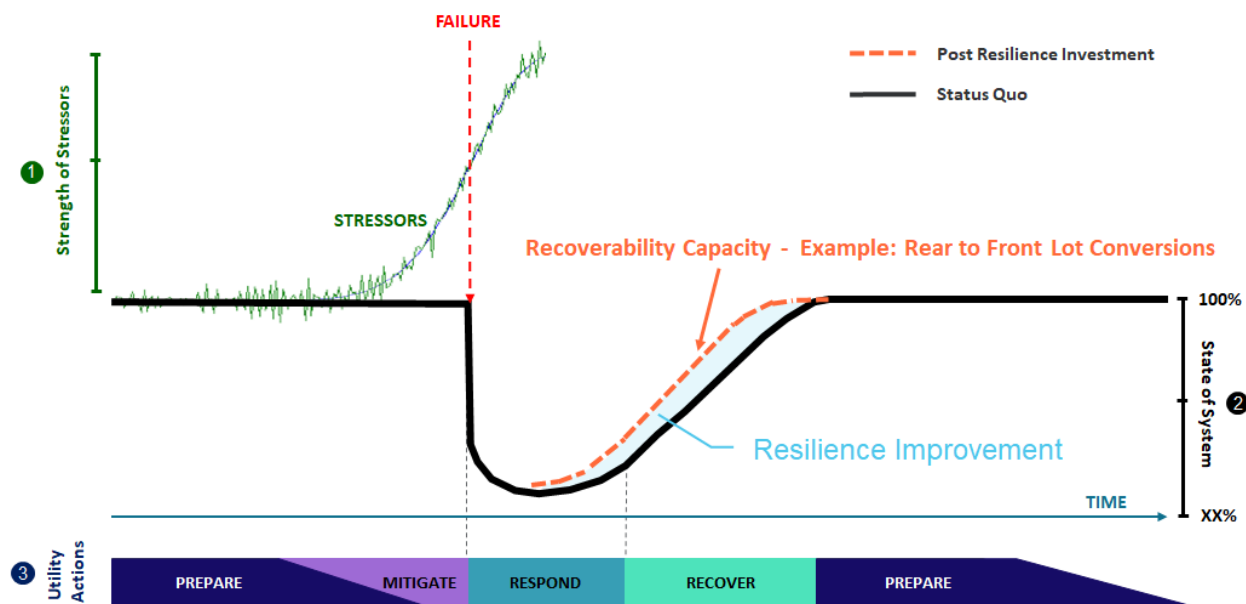 FAILURE
Post Resilience Investment
Status Quo
1
Strength of Stressors
STRESSORS
Recoverability Capacity - Example: Rear to Front Lot Conversions
100%
State of System
2
Resilience Improvement
TIME
XX%
3
Utility
Actions
PREPARE
MITIGATE
RESPOND
RECOVER
PREPARE